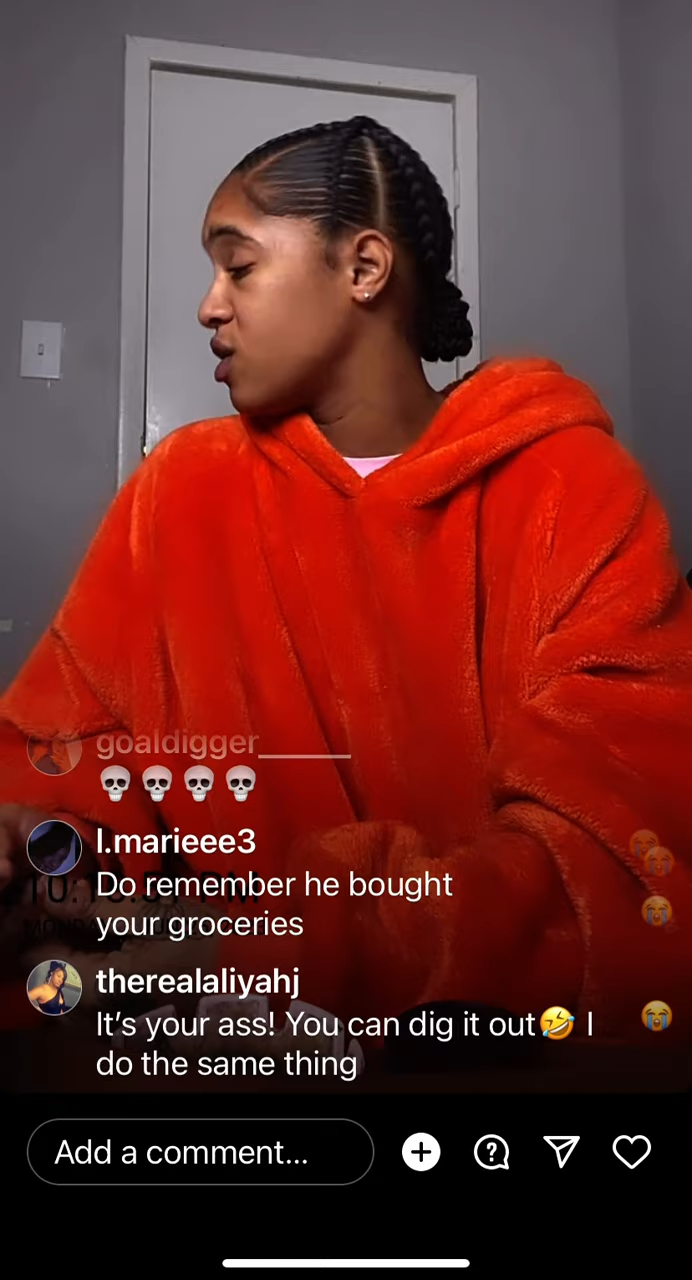 goaldigger______
💀💀💀💀
l.marieee3
Do remember he bought
your groceries
therealaliyahj
It’s your ass! You can dig it out🤣 I
do the same thing
Add a comment...